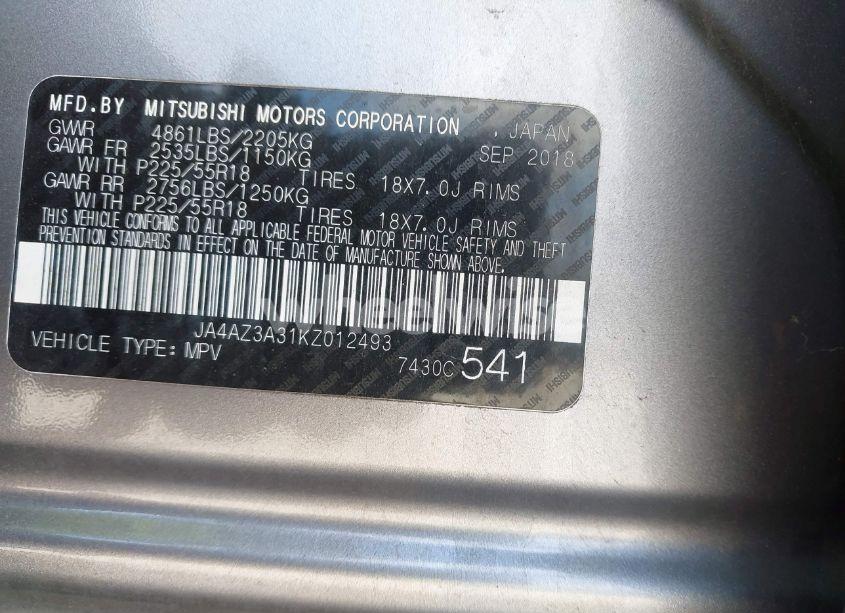 MFD.BY MITSUBISHI MOTORS CORPORATION , JAPAN
GVWR 4861LBS/2205KG SEP 2018
GAWR FR 2535LBS/1150KG
WITH P225/55R18 TIRES 18X7.0J RIMS
GAWR RR 2756LBS/1250KG
WITH P225/55R18 TIRES 18X7.0J RIMS
THIS VEHICLE CONFORMS TO ALL APPLICABLE FEDERAL MOTOR VEHICLE SAFETY AND THEFT
PREVENTION STANDARDS IN EFFECT ON THE DATE OF MANUFACTURE SHOWN ABOVE.
JA4AZ3A31KZ012493
VEHICLE TYPE: MPV 7430C 541